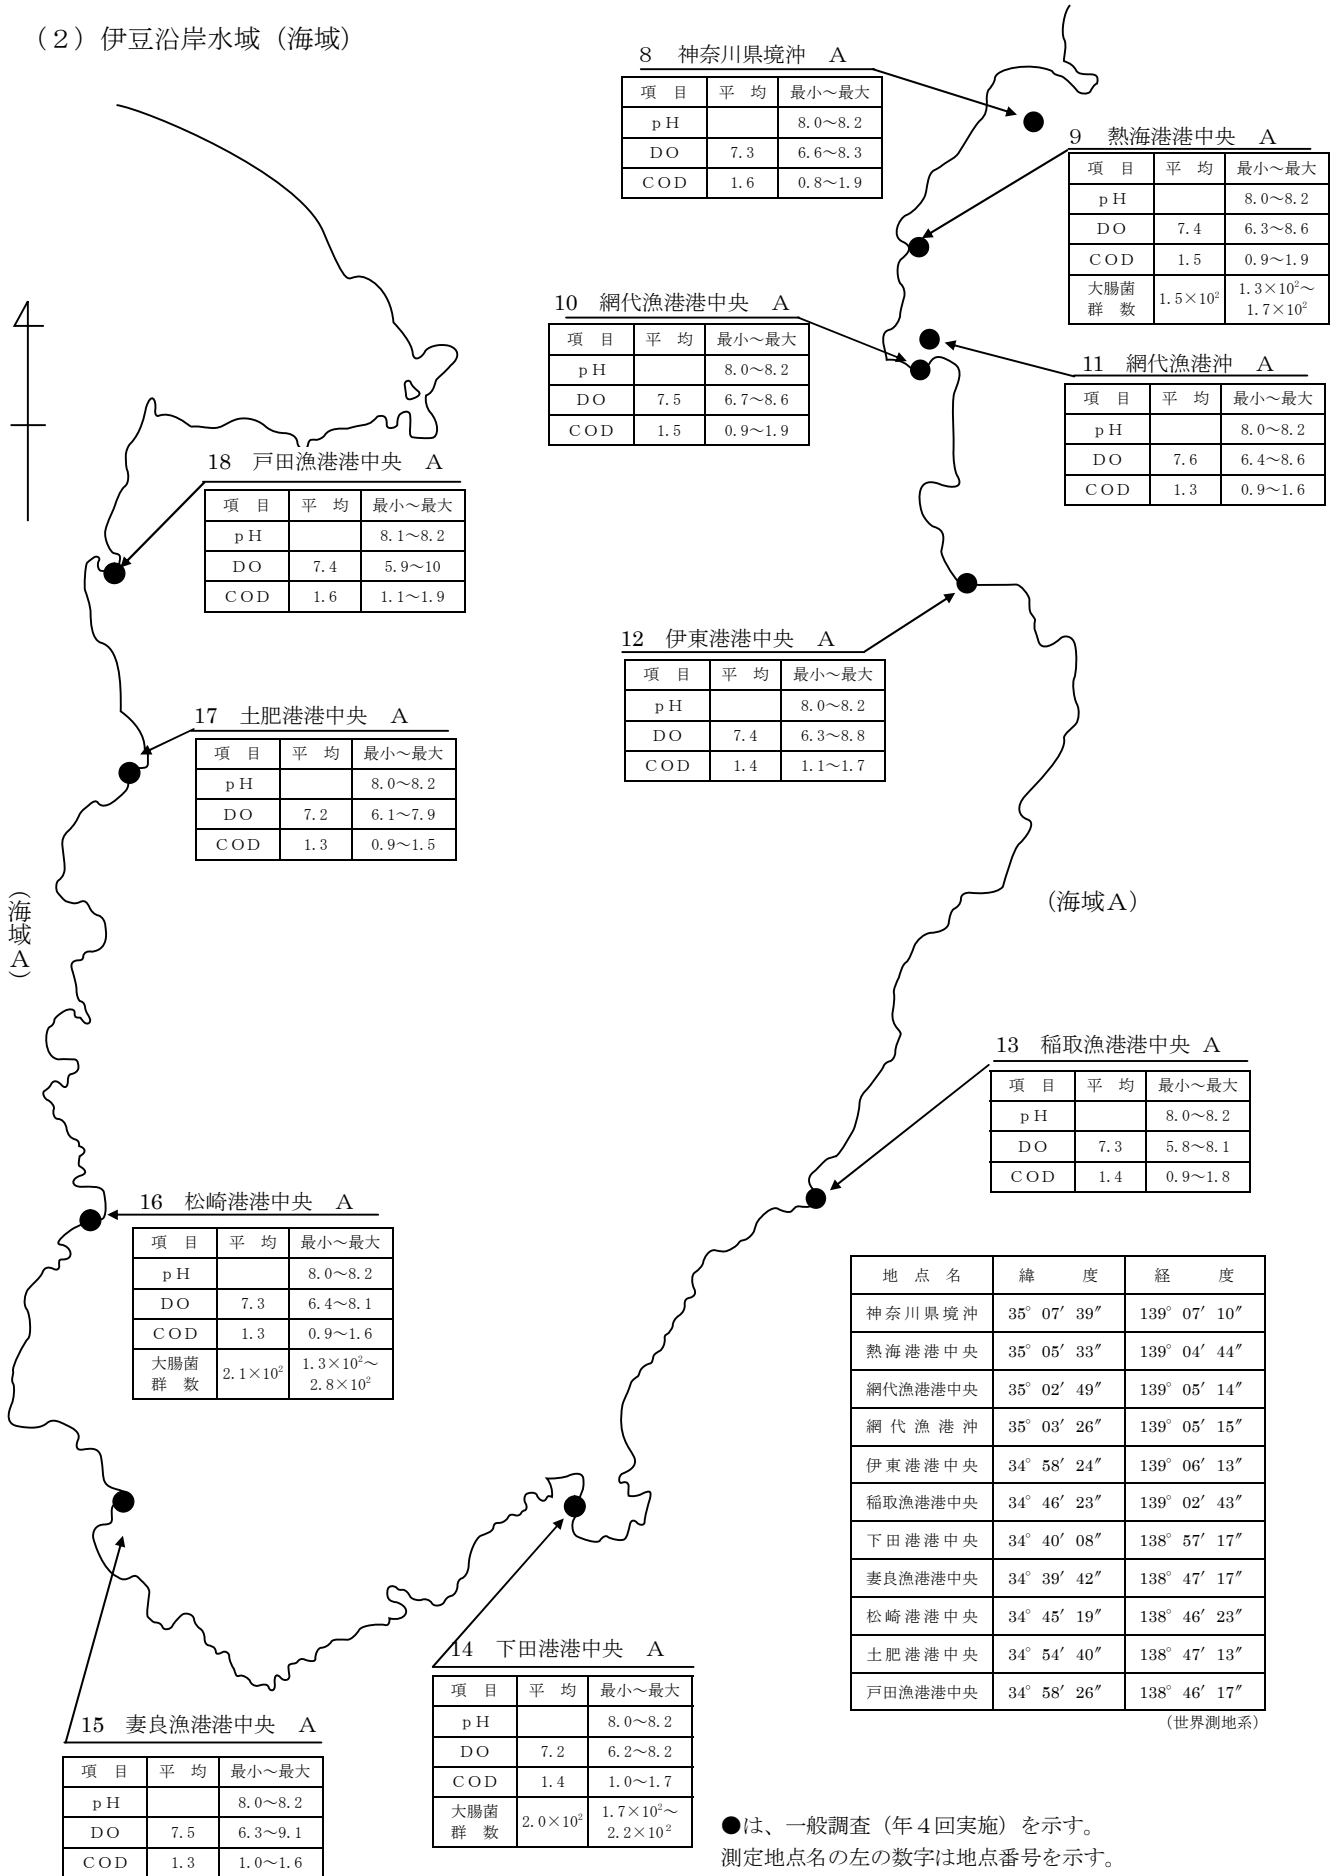 （２）伊豆沿岸水域（海域）
8　神奈川県境沖　A
項　目　平　均　最小～最大
pH　8.0～8.2
DO　7.3　6.6～8.3
COD　1.6　0.8～1.9
9　熱海港港中央　A
項　目　平　均　最小～最大
pH　8.0～8.2
DO　7.4　6.3～8.6
COD　1.5　0.9～1.9
大腸菌群　数　1.5×10²　1.3×10²～1.7×10²
10　網代漁港港中央　A
項　目　平　均　最小～最大
pH　8.0～8.2
DO　7.5　6.7～8.6
COD　1.5　0.9～1.9
11　網代漁港沖　A
項　目　平　均　最小～最大
pH　8.0～8.2
DO　7.6　6.4～8.6
COD　1.3　0.9～1.6
18　戸田漁港港中央　A
項　目　平　均　最小～最大
pH　8.1～8.2
DO　7.4　5.9～10
COD　1.6　1.1～1.9
12　伊東港港中央　A
項　目　平　均　最小～最大
pH　8.0～8.2
DO　7.4　6.3～8.8
COD　1.4　1.1～1.7
17　土肥港港中央　A
項　目　平　均　最小～最大
pH　8.0～8.2
DO　7.2　6.1～7.9
COD　1.3　0.9～1.5
（海域A）
（海域A）
13　稲取漁港港中央 A
項　目　平　均　最小～最大
pH　8.0～8.2
DO　7.3　5.8～8.1
COD　1.4　0.9～1.8
16　松崎港港中央　A
項　目　平　均　最小～最大
pH　8.0～8.2
DO　7.3　6.4～8.1
COD　1.3　0.9～1.6
大腸菌群　数　2.1×10²　1.3×10²～2.8×10²
地　点　名　緯　　度　経　　度
神奈川県境沖　35° 07′ 39″　139° 07′ 10″
熱海港港中央　35° 05′ 33″　139° 04′ 44″
網代漁港港中央　35° 02′ 49″　139° 05′ 14″
網代漁港沖　35° 03′ 26″　139° 05′ 15″
伊東港港中央　34° 58′ 24″　139° 06′ 13″
稲取漁港港中央　34° 46′ 23″　139° 02′ 43″
下田港港中央　34° 40′ 08″　138° 57′ 17″
妻良漁港港中央　34° 39′ 42″　138° 47′ 17″
松崎港港中央　34° 45′ 19″　138° 46′ 23″
土肥港港中央　34° 54′ 40″　138° 47′ 13″
戸田漁港港中央　34° 58′ 26″　138° 46′ 17″
（世界測地系）
14　下田港港中央　A
項　目　平　均　最小～最大
pH　8.0～8.2
DO　7.2　6.2～8.2
COD　1.4　1.0～1.7
大腸菌群　数　2.0×10²　1.7×10²～2.2×10²
15　妻良漁港港中央　A
項　目　平　均　最小～最大
pH　8.0～8.2
DO　7.5　6.3～9.1
COD　1.3　1.0～1.6
●は、一般調査（年４回実施）を示す。
測定地点名の左の数字は地点番号を示す。